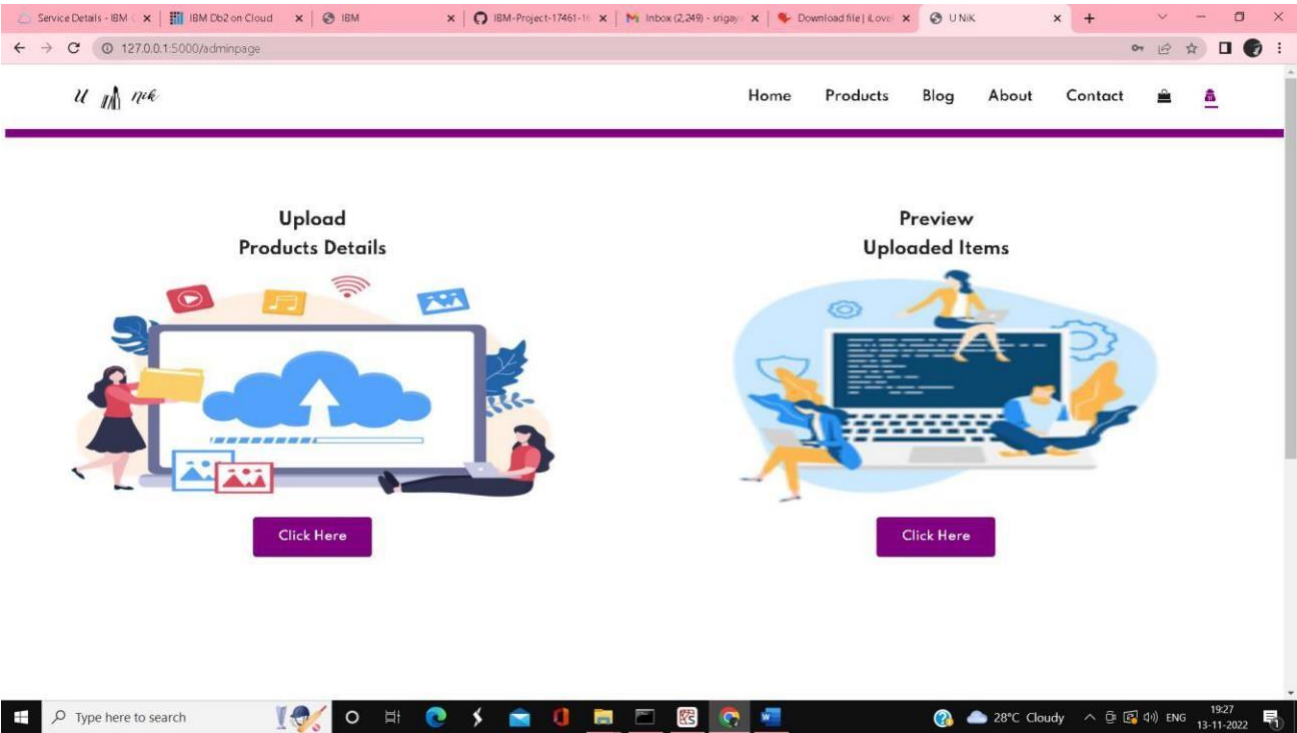 Service Details - IBM C
IBM Db2 on Cloud
IBM
IBM-Project-17461-16
Inbox (2,249) - srigay
Download file | iLove
U NiK
127.0.0.1:5000/adminpage
U nik
Home Products Blog About Contact
Upload
Products Details
Preview
Uploaded Items
Click Here
Click Here
Type here to search
28°C Cloudy
ENG
19:27
13-11-2022